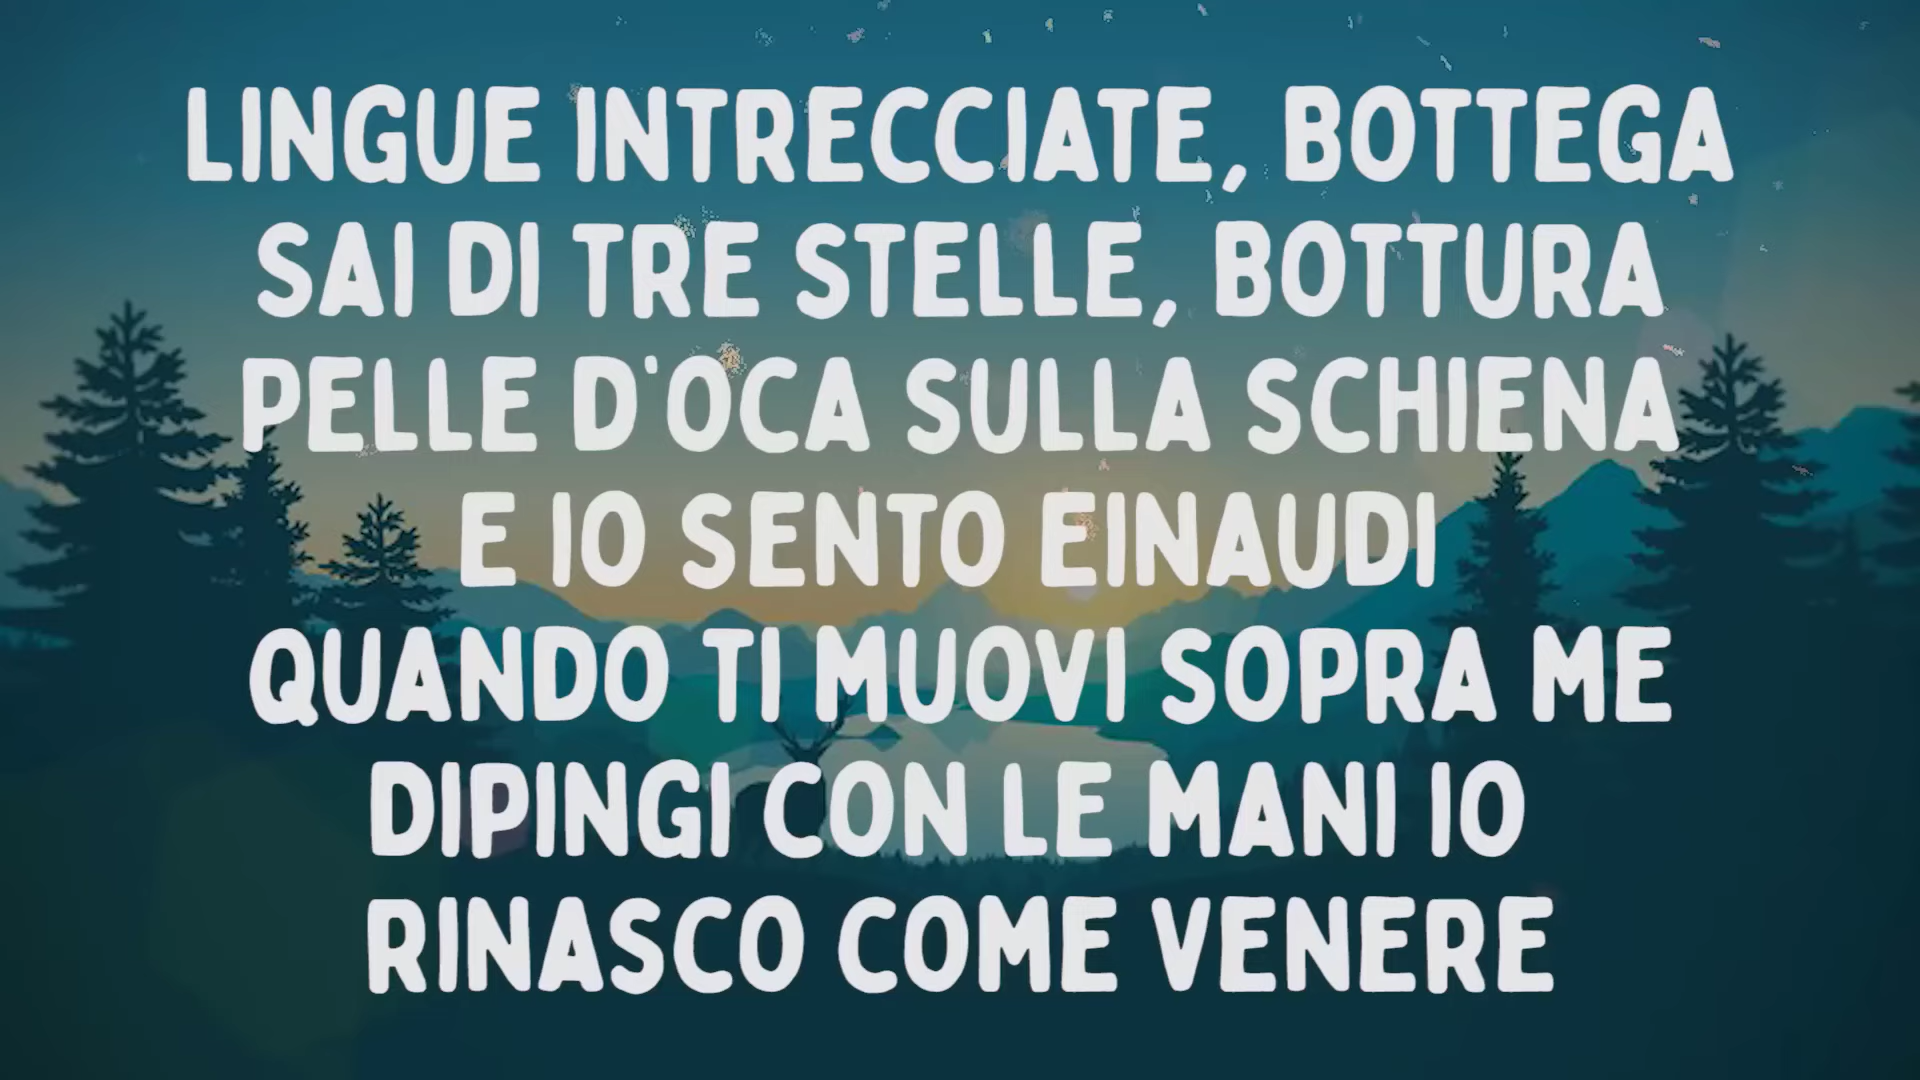 LINGUE INTRECCIATE, BOTTEGA
SAI DI TRE STELLE, BOTTURA
PELLE D'OCA SULLA SCHIENA
E IO SENTO EINAUDI
QUANDO TI MUOVI SOPRA ME
DIPINGI CON LE MANI IO
RINASCO COME VENERE